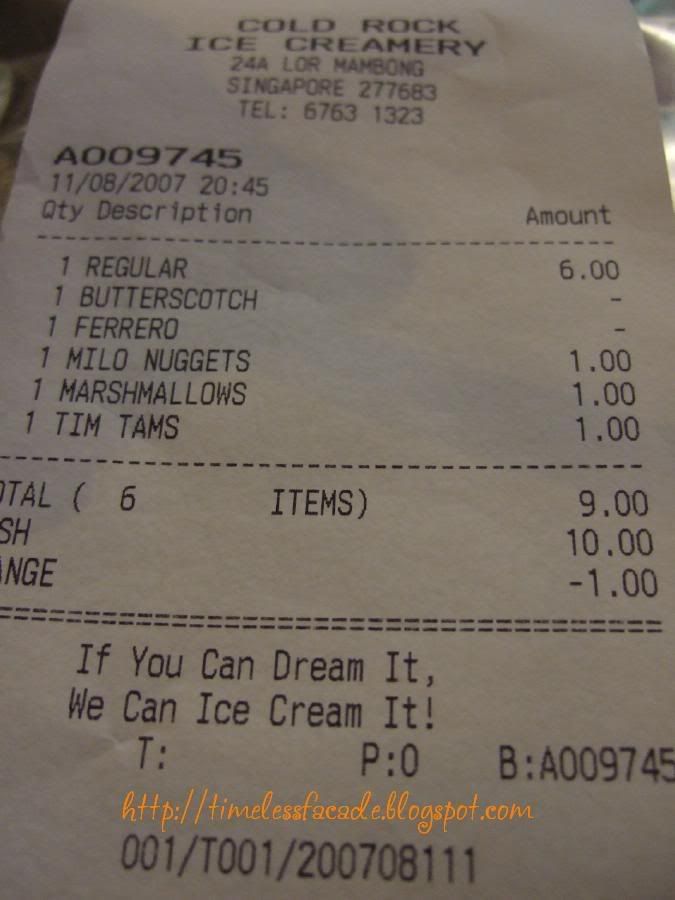 COLD ROCK
ICE CREAMERY
24A LOR MAMBONG
SINGAPORE 277683
TEL: 6763 1323
A009745
11/08/2007 20:45
Qty Description Amount
1 REGULAR 6.00
1 BUTTERSCOTCH -
1 FERRERO -
1 MILO NUGGETS 1.00
1 MARSHMALLOWS 1.00
1 TIM TAMS 1.00
OTAL ( 6 ITEMS) 9.00
SH 10.00
ANGE -1.00
If You Can Dream It,
We Can Ice Cream It!
T: P:0 B:A009745
http://timelessfacade.blogspot.com
001/T001/200708111